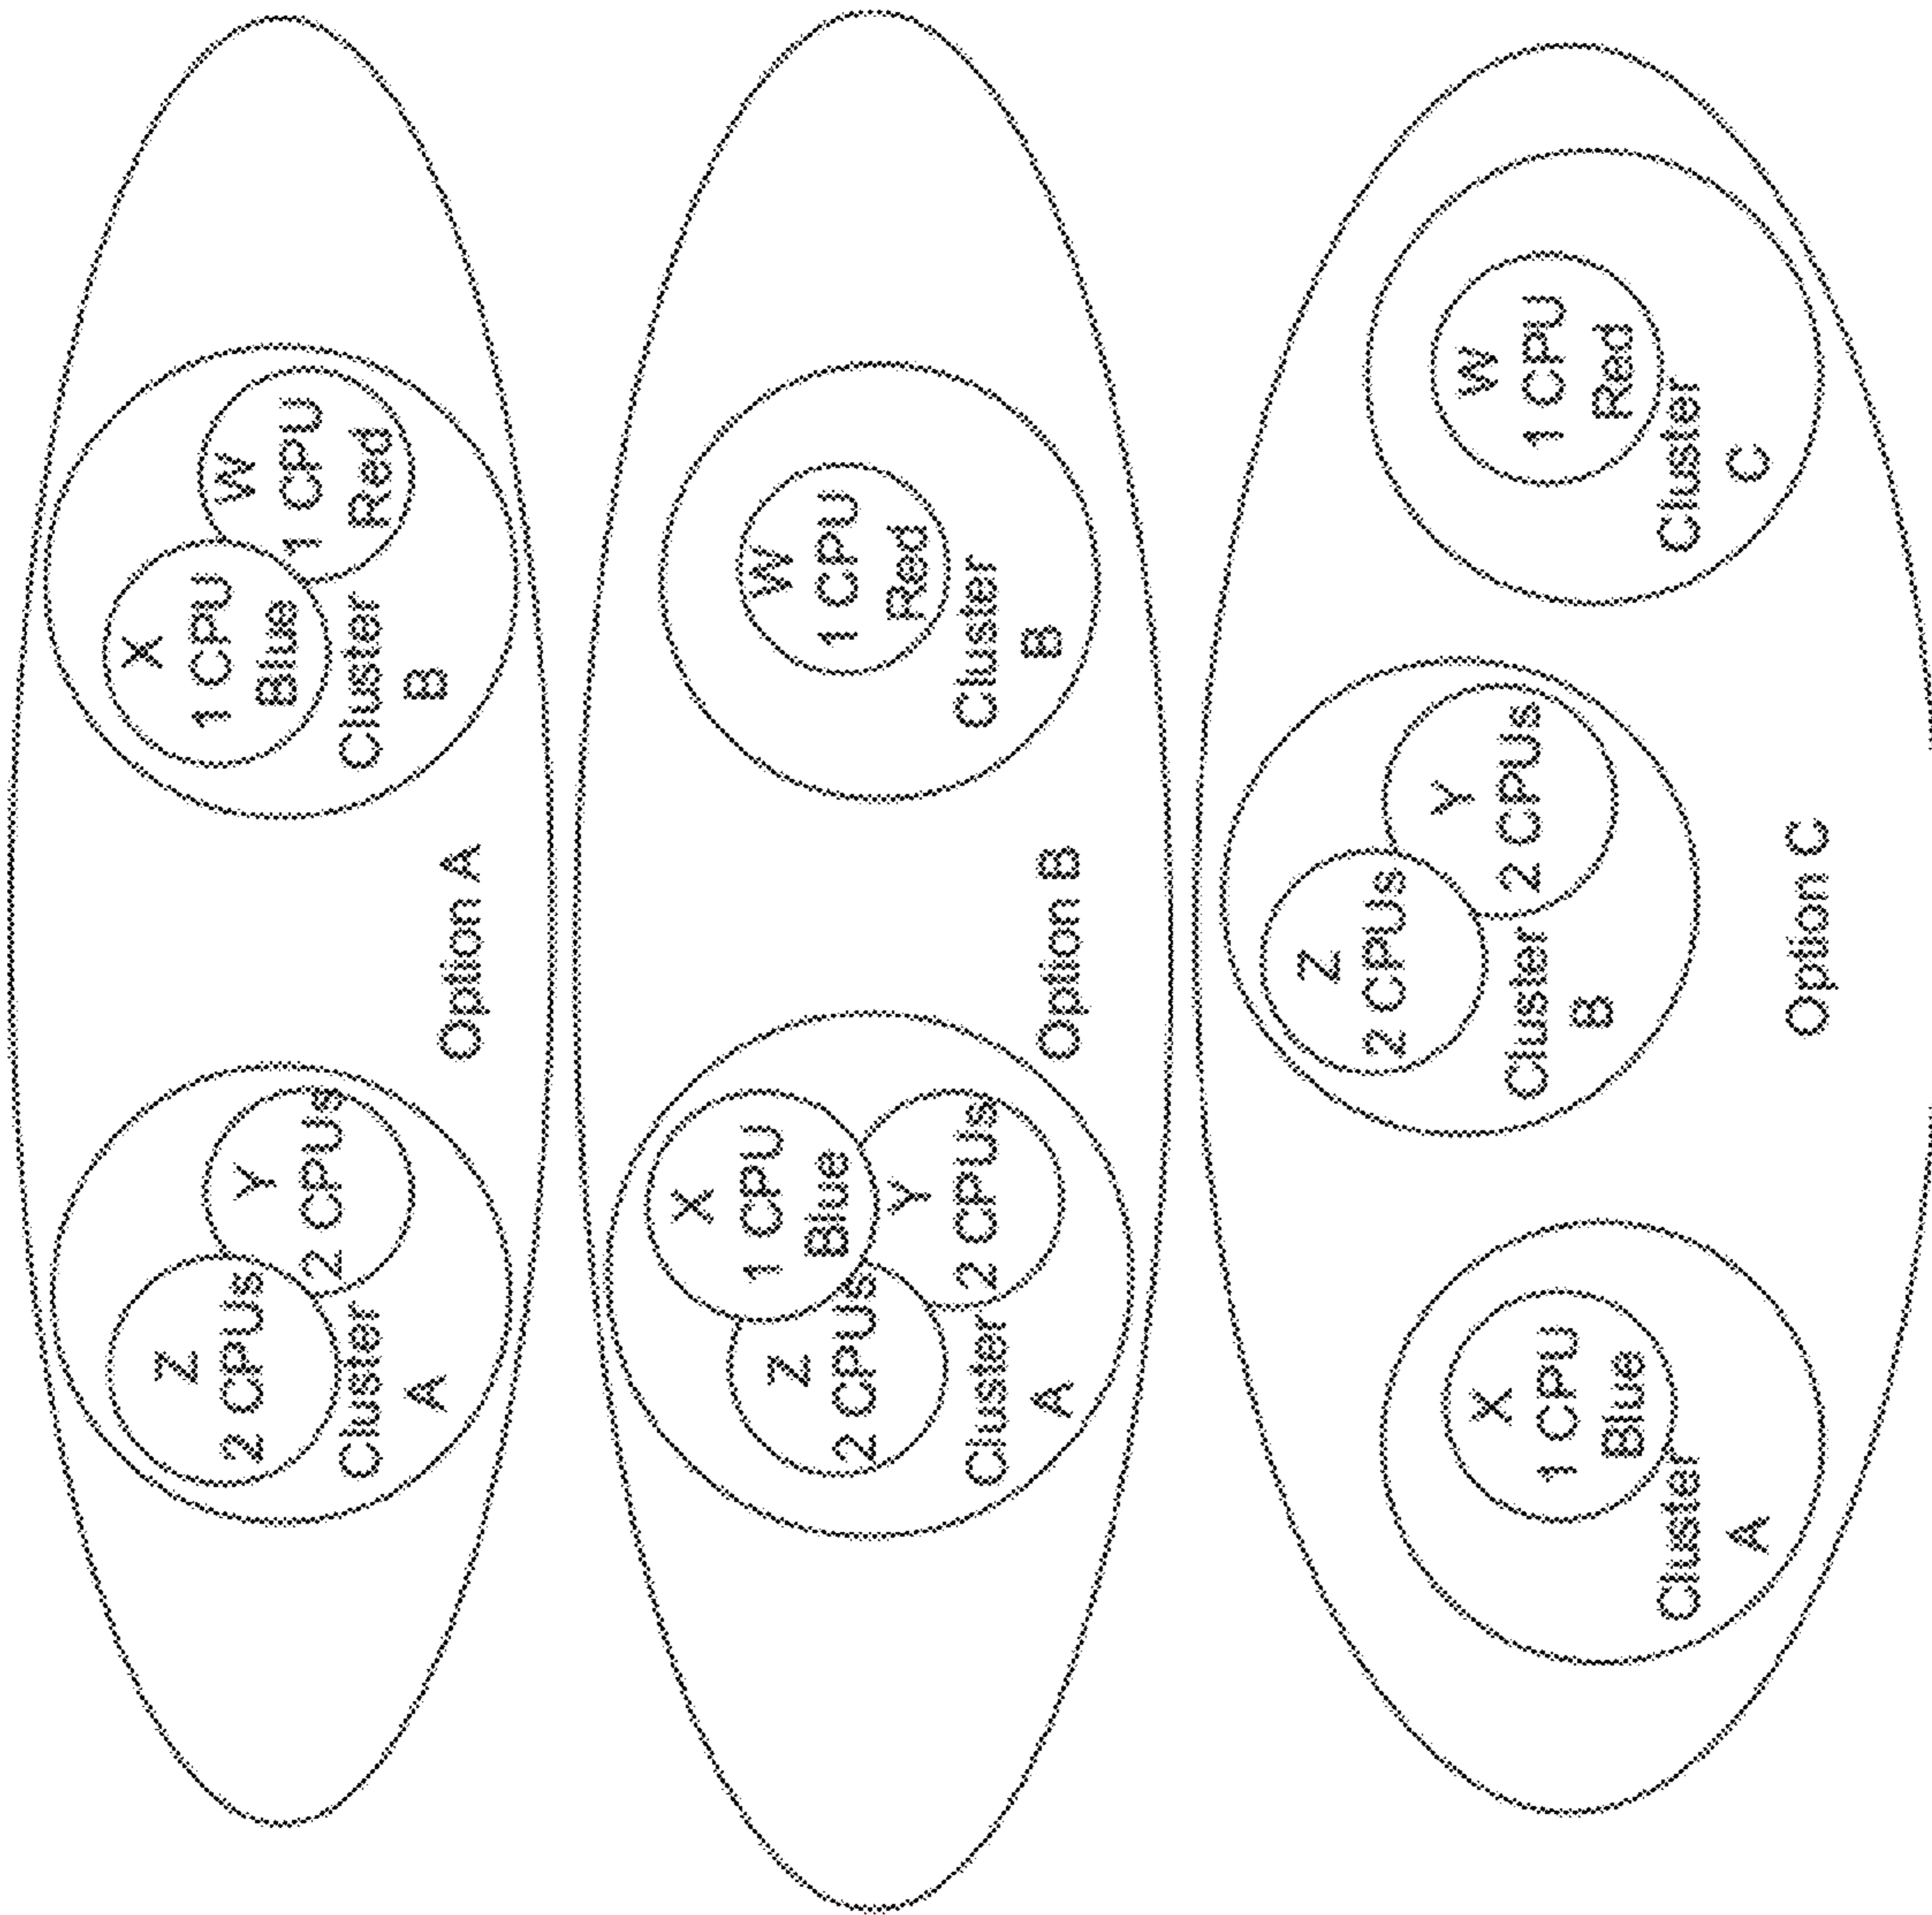 Z
2 CPUs
Y
2 CPUs
Cluster
A
X
1 CPU
Blue
W
1 CPU
Red
Cluster
B
Option A
X
1 CPU
Blue
Z
2 CPUs
Y
2 CPUs
Cluster
A
W
1 CPU
Red
Cluster
B
Option B
X
1 CPU
Blue
Cluster
A
Z
2 CPUs
Y
2 CPUs
Cluster
B
W
1 CPU
Red
Cluster
C
Option C